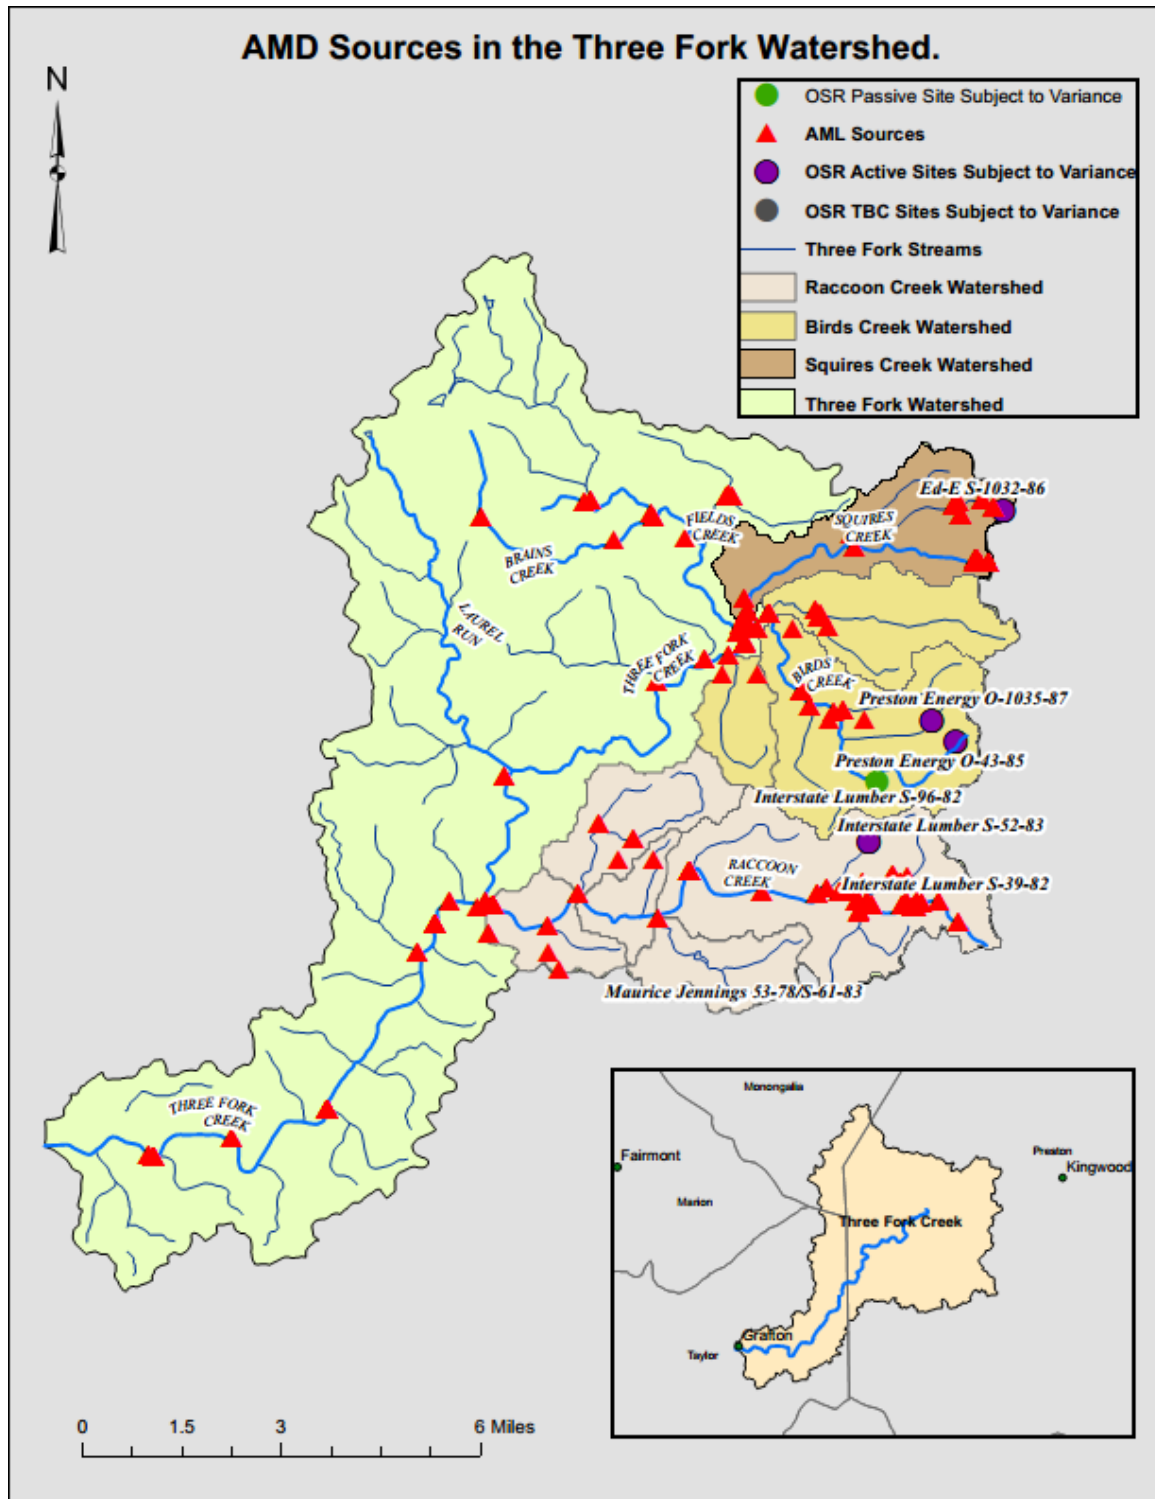 AMD Sources in the Three Fork Watershed.
N
OSR Passive Site Subject to Variance
AML Sources
OSR Active Sites Subject to Variance
OSR TBC Sites Subject to Variance
Three Fork Streams
Raccoon Creek Watershed
Birds Creek Watershed
Squires Creek Watershed
Three Fork Watershed
Ed-E S-1032-86
SQUIRES
CREEK
FIELDS
CREEK
BRAINS
CREEK
LAUREL
RUN
THREE FORK
CREEK
BIRDS
CREEK
Preston Energy O-1035-87
Preston Energy O-43-85
Interstate Lumber S-96-82
Interstate Lumber S-52-83
RACCOON
CREEK
Interstate Lumber S-39-82
Maurice Jennings 53-78/S-61-83
THREE FORK
CREEK
Monongalia
Fairmont
Preston
Kingwood
Marion
Three Fork Creek
Grafton
Taylor
0 1.5 3 6 Miles